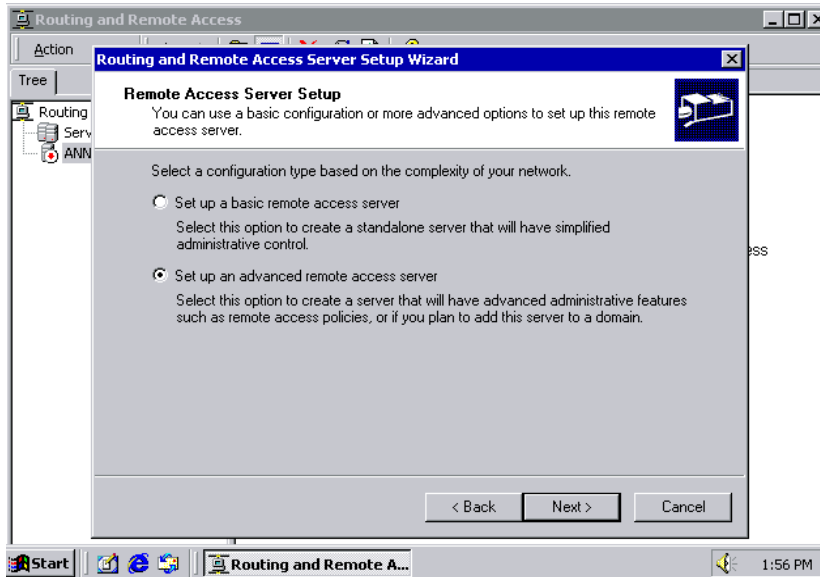 Routing and Remote Access
Action
Tree
Routing
Serv
ANN
ess
Routing and Remote Access Server Setup Wizard
Remote Access Server Setup
You can use a basic configuration or more advanced options to set up this remote
access server.
Select a configuration type based on the complexity of your network.
Set up a basic remote access server
Select this option to create a standalone server that will have simplified
administrative control.
Set up an advanced remote access server
Select this option to create a server that will have advanced administrative features
such as remote access policies, or if you plan to add this server to a domain.
< Back
Next >
Cancel
Start
Routing and Remote A...
1:56 PM